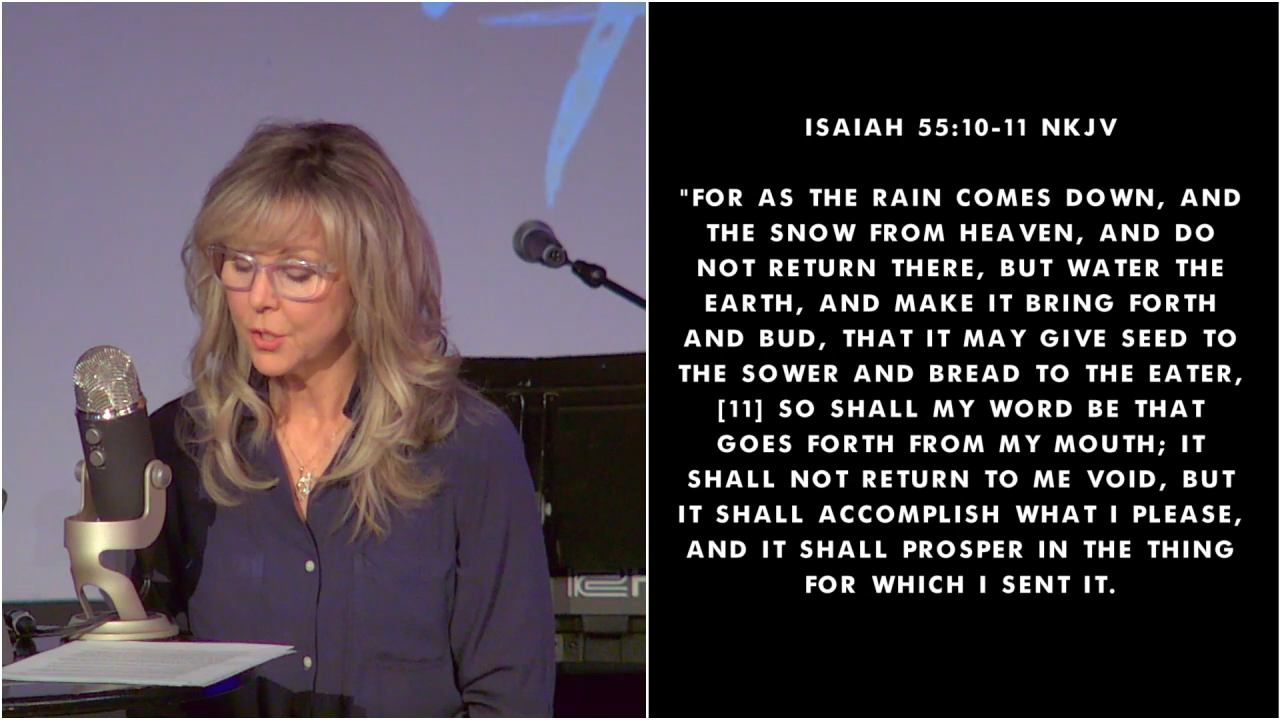 ISAIAH 55:10-11 NKJV
"FOR AS THE RAIN COMES DOWN, AND
THE SNOW FROM HEAVEN, AND DO
NOT RETURN THERE, BUT WATER THE
EARTH, AND MAKE IT BRING FORTH
AND BUD, THAT IT MAY GIVE SEED TO
THE SOWER AND BREAD TO THE EATER,
[11] SO SHALL MY WORD BE THAT
GOES FORTH FROM MY MOUTH; IT
SHALL NOT RETURN TO ME VOID, BUT
IT SHALL ACCOMPLISH WHAT I PLEASE,
AND IT SHALL PROSPER IN THE THING
FOR WHICH I SENT IT.